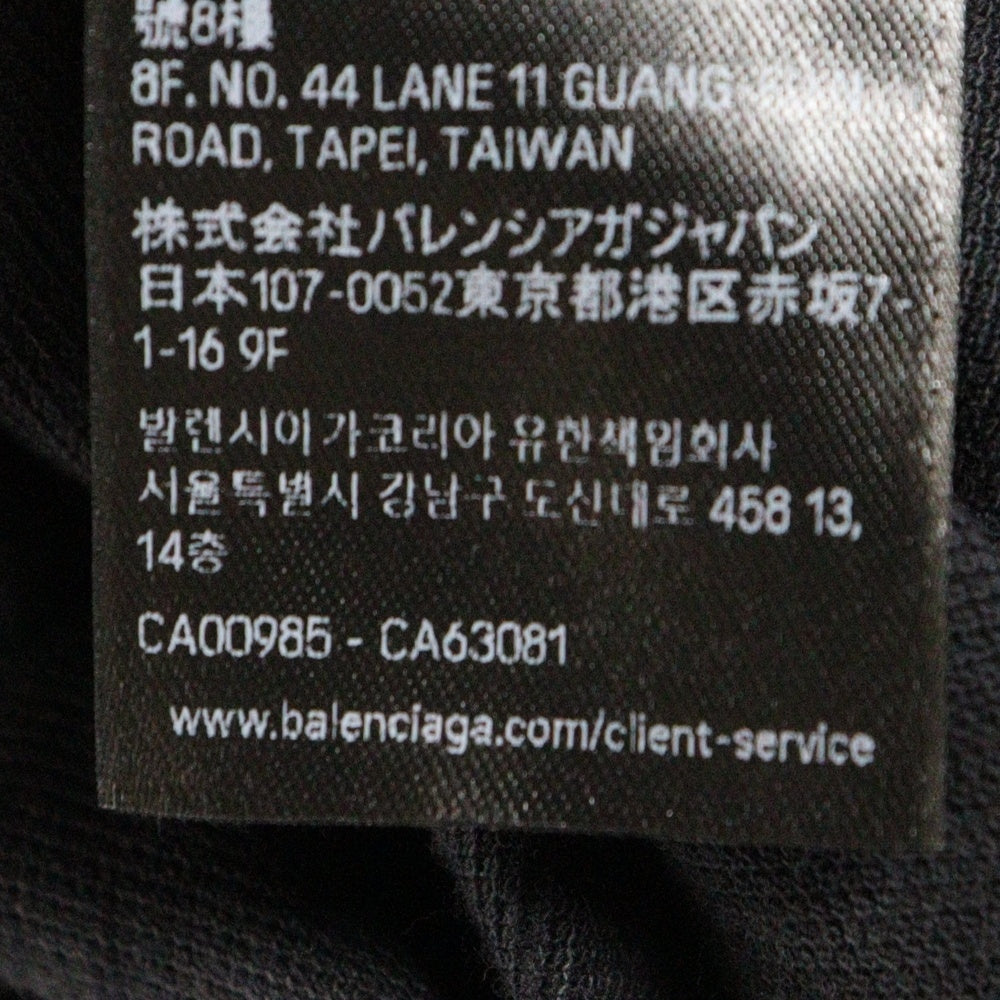 號8樓
8F. NO. 44 LANE 11 GUANG
ROAD, TAPEI, TAIWAN
株式会社バレンシアガジャパン
日本107-0052東京都港区赤坂7-
1-16 9F
발렌시아가코리아 유한책임회사
서울특별시 강남구 도산대로 458 13,
14층
CA00985 - CA63081
www.balenciaga.com/client-service